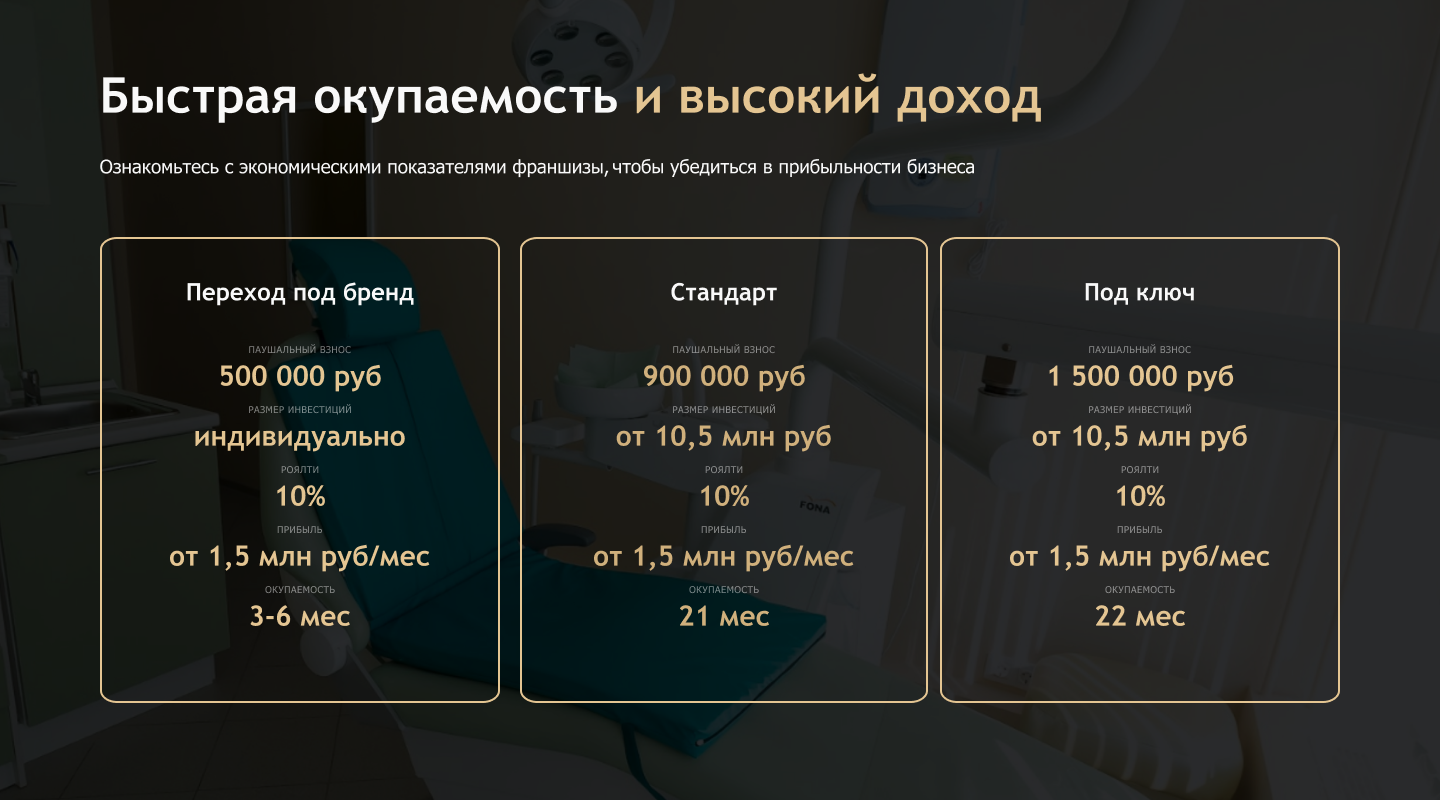 Быстрая окупаемость и высокий доход
Ознакомьтесь с экономическими показателями франшизы, чтобы убедиться в прибыльности бизнеса
Переход под бренд
ПАУШАЛЬНЫЙ ВЗНОС
500 000 руб
РАЗМЕР ИНВЕСТИЦИЙ
индивидуально
РОЯЛТИ
10%
ПРИБЫЛЬ
от 1,5 млн руб/мес
ОКУПАЕМОСТЬ
3-6 мес
Стандарт
ПАУШАЛЬНЫЙ ВЗНОС
900 000 руб
РАЗМЕР ИНВЕСТИЦИЙ
от 10,5 млн руб
РОЯЛТИ
10%
ПРИБЫЛЬ
от 1,5 млн руб/мес
ОКУПАЕМОСТЬ
21 мес
Под ключ
ПАУШАЛЬНЫЙ ВЗНОС
1 500 000 руб
РАЗМЕР ИНВЕСТИЦИЙ
от 10,5 млн руб
РОЯЛТИ
10%
ПРИБЫЛЬ
от 1,5 млн руб/мес
ОКУПАЕМОСТЬ
22 мес
FONA